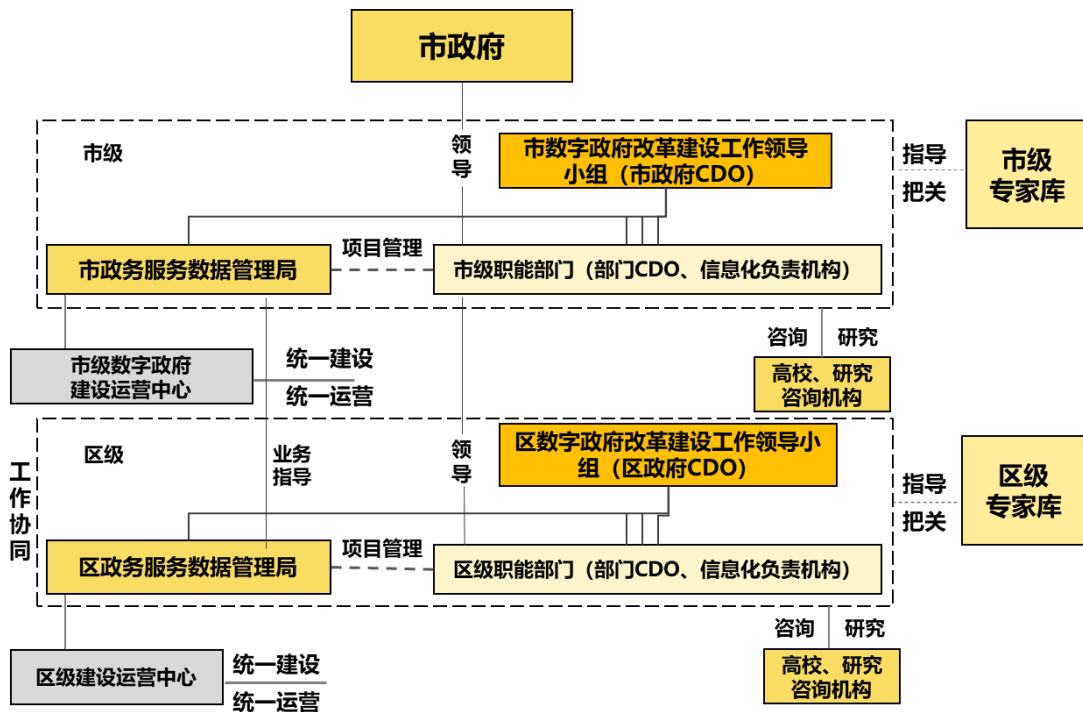 市政府
市级
领
导
市数字政府改革建设工作领导
小组（市政府CDO）
指导
把关
市级
专家库
市政务服务数据管理局
项目管理
市级职能部门（部门CDO、信息化负责机构）
市级数字政府
建设运营中心
统一建设
统一运营
咨询
研究
高校、研究
咨询机构
工
作
协
同
区级
业务
指导
领
导
区数字政府改革建设工作领导小
组（区政府CDO）
指导
把关
区级
专家库
区政务服务数据管理局
项目管理
区级职能部门（部门CDO、信息化负责机构）
区级建设运营中心
统一建设
统一运营
咨询
研究
高校、研究
咨询机构